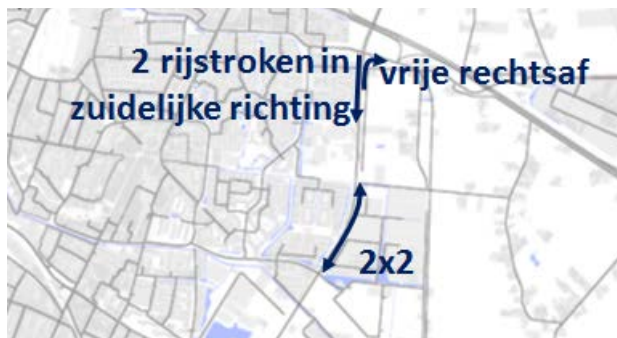 2 rijstroken in
vrije rechtsaf
zuidelijke richting
2x2